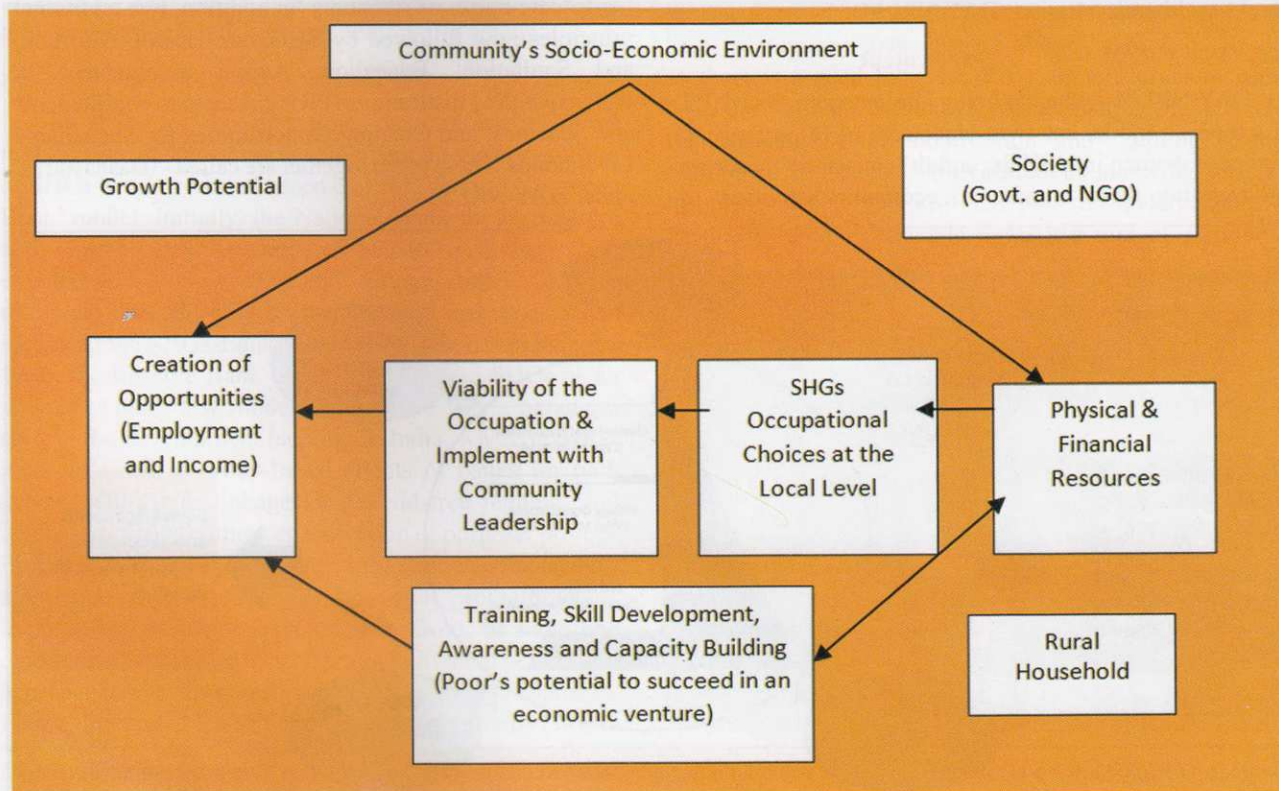 Community's Socio-Economic Environment
Growth Potential
Society
(Govt. and NGO)
Creation of
Opportunities
(Employment
and Income)
Viability of the
Occupation &
Implement with
Community
Leadership
SHGs
Occupational
Choices at the
Local Level
Physical &
Financial
Resources
Training, Skill Development,
Awareness and Capacity Building
(Poor's potential to succeed in an
economic venture)
Rural
Household